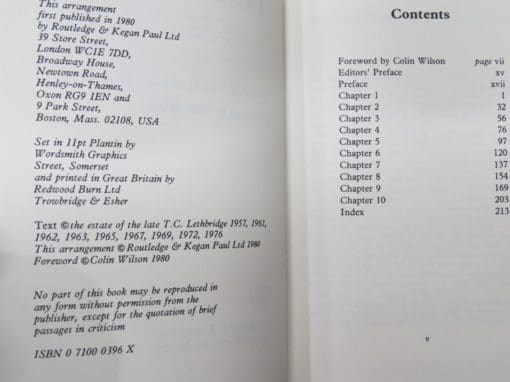 This arrangement
first published in 1980
by Routledge & Kegan Paul Ltd
39 Store Street,
London WC1E 7DD,
Broadway House,
Newtown Road,
Henley-on-Thames,
Oxon RG9 1EN and
9 Park Street,
Boston, Mass. 02108, USA
Set in 11pt Plantin by
Wordsmith Graphics
Street, Somerset
and printed in Great Britain by
Redwood Burn Ltd
Trowbridge & Esher
Text © the estate of the late T.C. Lethbridge 1957, 1961,
1962, 1963, 1965, 1967, 1969, 1972, 1976
This arrangement © Routledge & Kegan Paul Ltd 1980
Foreword © Colin Wilson 1980
No part of this book may be reproduced in
any form without permission from the
publisher, except for the quotation of brief
passages in criticism
ISBN 0 7100 0396 X
Contents
Foreword by Colin Wilson page vii
Editors' Preface xv
Preface xvii
Chapter 1 1
Chapter 2 32
Chapter 3 56
Chapter 4 76
Chapter 5 97
Chapter 6 120
Chapter 7 137
Chapter 8 154
Chapter 9 169
Chapter 10 203
Index 213
v